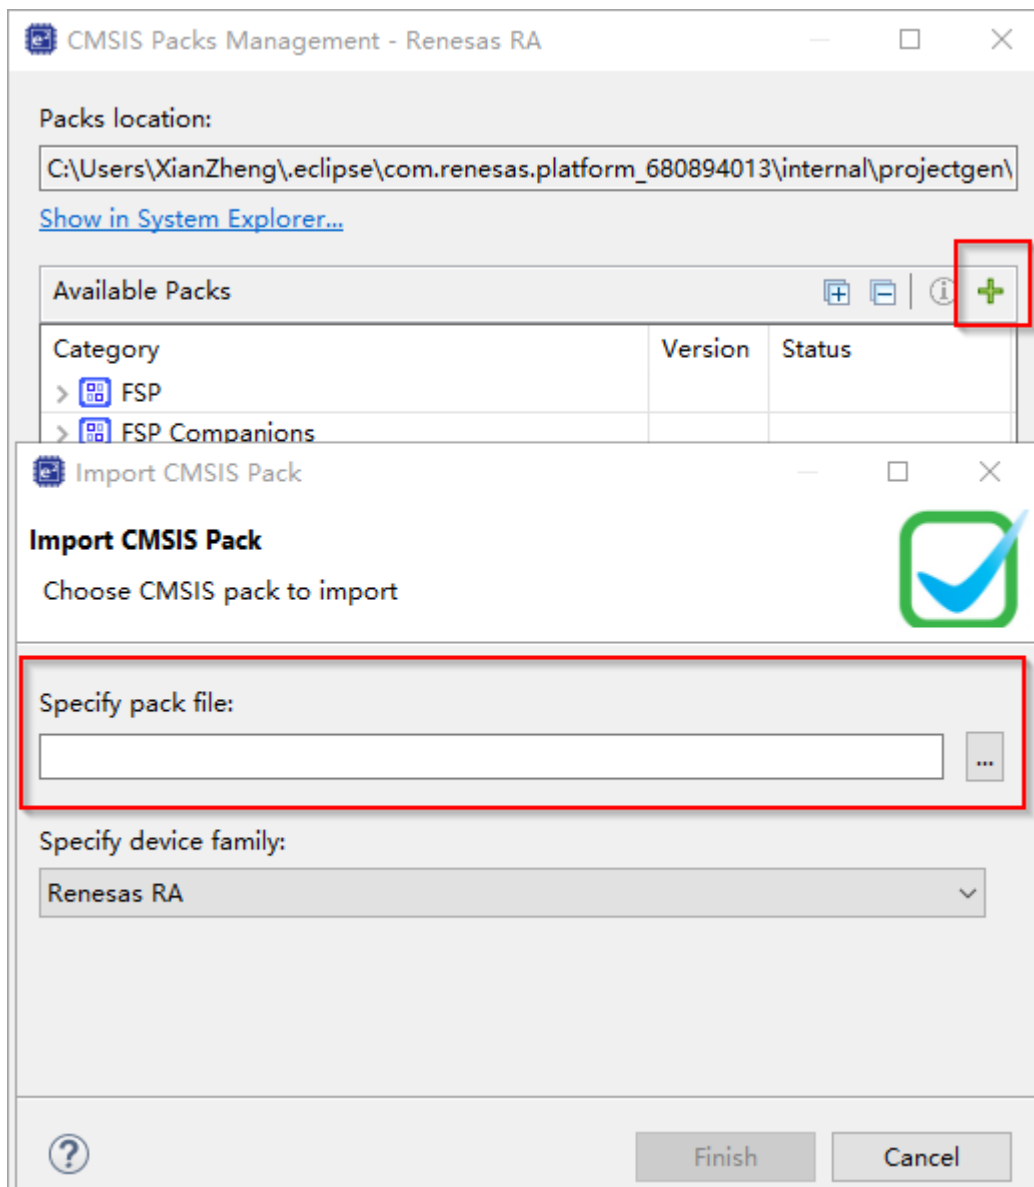 CMSIS Packs Management - Renesas RA
Packs location:
C:\Users\XianZheng\.eclipse\com.renesas.platform_680894013\internal\projectgen\
Show in System Explorer...
Available Packs
Category Version Status
FSP
FSP Companions
Import CMSIS Pack
Import CMSIS Pack
Choose CMSIS pack to import
Specify pack file:
...
Specify device family:
Renesas RA
Finish Cancel